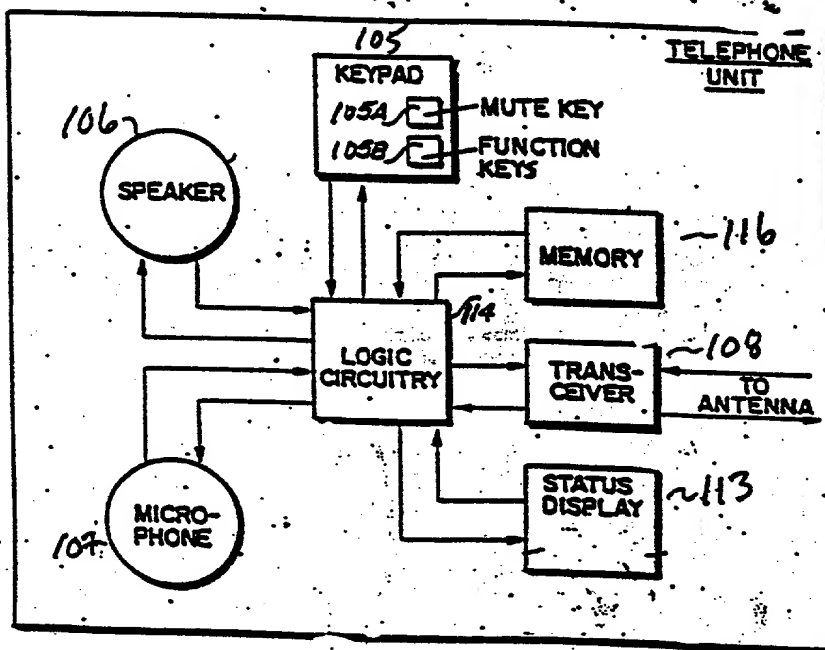 105
TELEPHONE
UNIT
KEYPAD
105A
MUTE KEY
105B
FUNCTION
KEYS
106
SPEAKER
MEMORY
~116
114
LOGIC
CIRCUITRY
TRANS-
CEIVER
~108
TO
ANTENNA
STATUS
DISPLAY
~113
MICRO-
PHONE
107